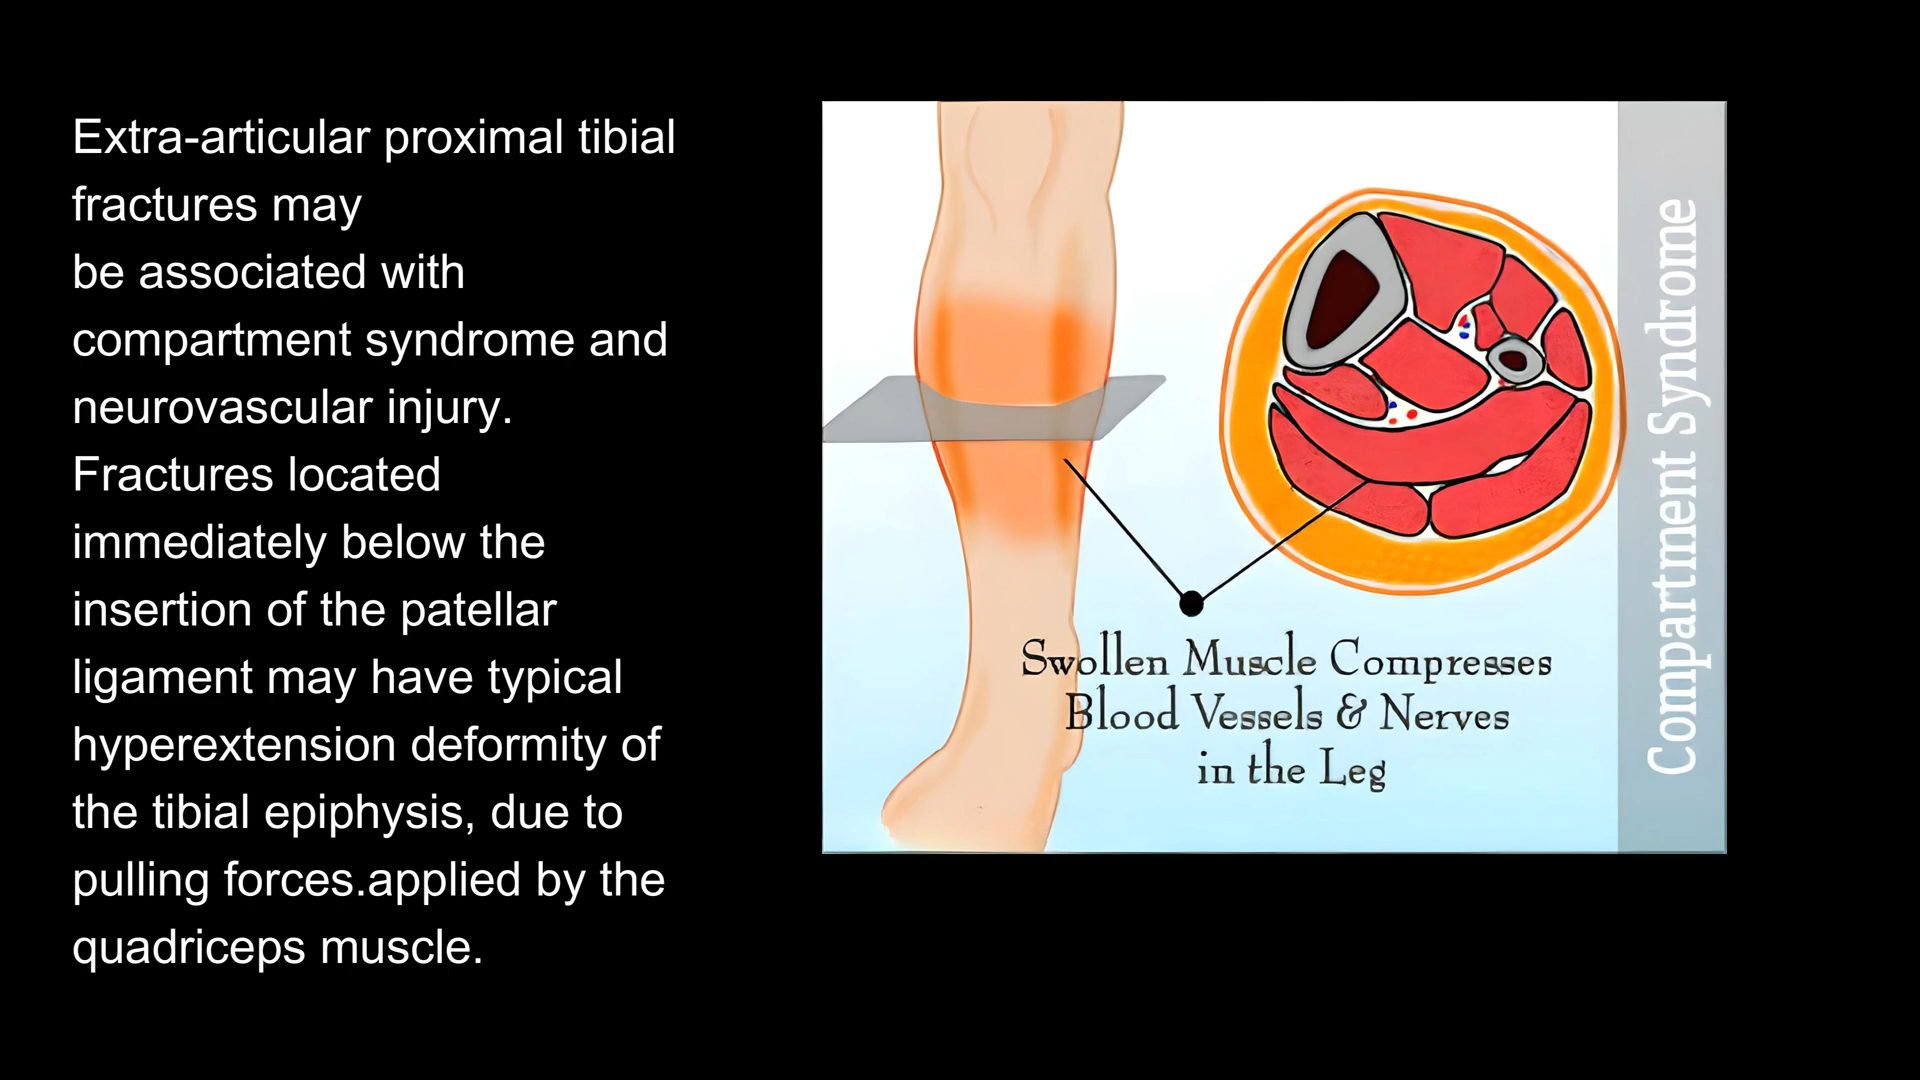 Extra-articular proximal tibial
fractures may
be associated with
compartment syndrome and
neurovascular injury.
Fractures located
immediately below the
insertion of the patellar
ligament may have typical
hyperextension deformity of
the tibial epiphysis, due to
pulling forces.applied by the
quadriceps muscle.
Swollen Muscle Compresses
Blood Vessels & Nerves
in the Leg
Compartment Syndrome